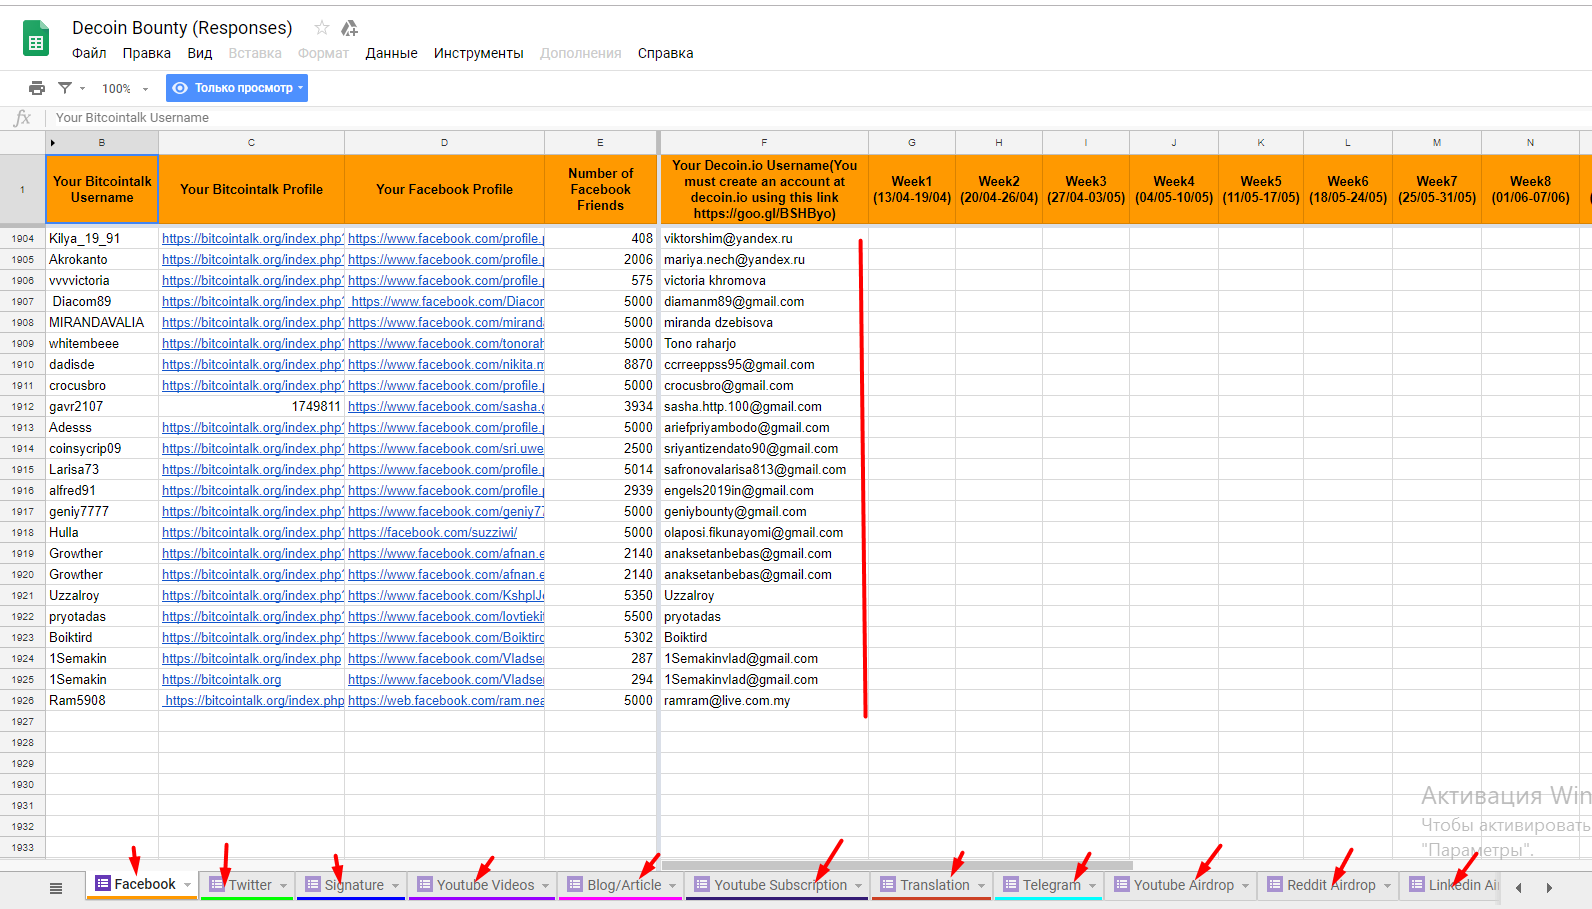 Decoin Bounty (Responses)
Файл Правка Вид Вставка Формат Данные Инструменты Дополнения Справка
100% Только просмотр
fx Your Bitcointalk Username
B C D E F G H I J K L M N
1 Your Bitcointalk Username Your Bitcointalk Profile Your Facebook Profile Number of Facebook Friends Your Decoin.io Username(You must create an account at decoin.io using this link https://goo.gl/BSHByo) Week1 (13/04-19/04) Week2 (20/04-26/04) Week3 (27/04-03/05) Week4 (04/05-10/05) Week5 (11/05-17/05) Week6 (18/05-24/05) Week7 (25/05-31/05) Week8 (01/06-07/06)
1904 Kilya_19_91 https://bitcointalk.org/index.php? https://www.facebook.com/profile.p 408 viktorshim@yandex.ru
1905 Akrokanto https://bitcointalk.org/index.php? https://www.facebook.com/profile.p 2006 mariya.nech@yandex.ru
1906 vvvvictoria https://bitcointalk.org/index.php? https://www.facebook.com/profile.p 575 victoria khromova
1907 Diacom89 https://bitcointalk.org/index.php? https://www.facebook.com/Diacom 5000 diamanm89@gmail.com
1908 MIRANDAVALIA https://bitcointalk.org/index.php? https://www.facebook.com/miranda 5000 miranda dzebisova
1909 whitembeee https://bitcointalk.org/index.php? https://www.facebook.com/tonorah 5000 Tono raharjo
1910 dadisde https://bitcointalk.org/index.php? https://www.facebook.com/nikita.m 8870 ccrreeppss95@gmail.com
1911 crocusbro https://bitcointalk.org/index.php? https://www.facebook.com/profile.p 5000 crocusbro@gmail.com
1912 gavr2107 1749811 https://www.facebook.com/sasha.c 3934 sasha.http.100@gmail.com
1913 Adesss https://bitcointalk.org/index.php? https://www.facebook.com/profile.p 5000 ariefpriyambodo@gmail.com
1914 coinsycrip09 https://bitcointalk.org/index.php? https://www.facebook.com/sri.uwe 2500 sriyantizendato90@gmail.com
1915 Larisa73 https://bitcointalk.org/index.php? https://www.facebook.com/profile.p 5014 safronovalarisa813@gmail.com
1916 alfred91 https://bitcointalk.org/index.php? https://www.facebook.com/profile.p 2939 engels2019in@gmail.com
1917 geniy7777 https://bitcointalk.org/index.php? https://www.facebook.com/geniy77 5000 geniybounty@gmail.com
1918 Hulla https://bitcointalk.org/index.php? https://facebook.com/suzziwi/ 5000 olaposi.fikunayomi@gmail.com
1919 Growther https://bitcointalk.org/index.php? https://www.facebook.com/afnan.e 2140 anaksetanbebas@gmail.com
1920 Growther https://bitcointalk.org/index.php? https://www.facebook.com/afnan.e 2140 anaksetanbebas@gmail.com
1921 Uzzalroy https://bitcointalk.org/index.php? https://www.facebook.com/KshplJo 5350 Uzzalroy
1922 pryotadas https://bitcointalk.org/index.php? https://www.facebook.com/lovtiekit 5500 pryotadas
1923 Boiktird https://bitcointalk.org/index.php? https://www.facebook.com/Boiktird 5302 Boiktird
1924 1Semakin https://bitcointalk.org/index.php https://www.facebook.com/Vladser 287 1Semakinvlad@gmail.com
1925 1Semakin https://bitcointalk.org https://www.facebook.com/Vladser 294 1Semakinvlad@gmail.com
1926 Ram5908 https://bitcointalk.org/index.php https://web.facebook.com/ram.nea 5000 ramram@live.com.my
1927
1928
1929
1930
1931
1932
1933
Активация Win
Чтобы активировать
"Параметры".
Facebook Twitter Signature Youtube Videos Blog/Article Youtube Subscription Translation Telegram Youtube Airdrop Reddit Airdrop Linkedin Ai